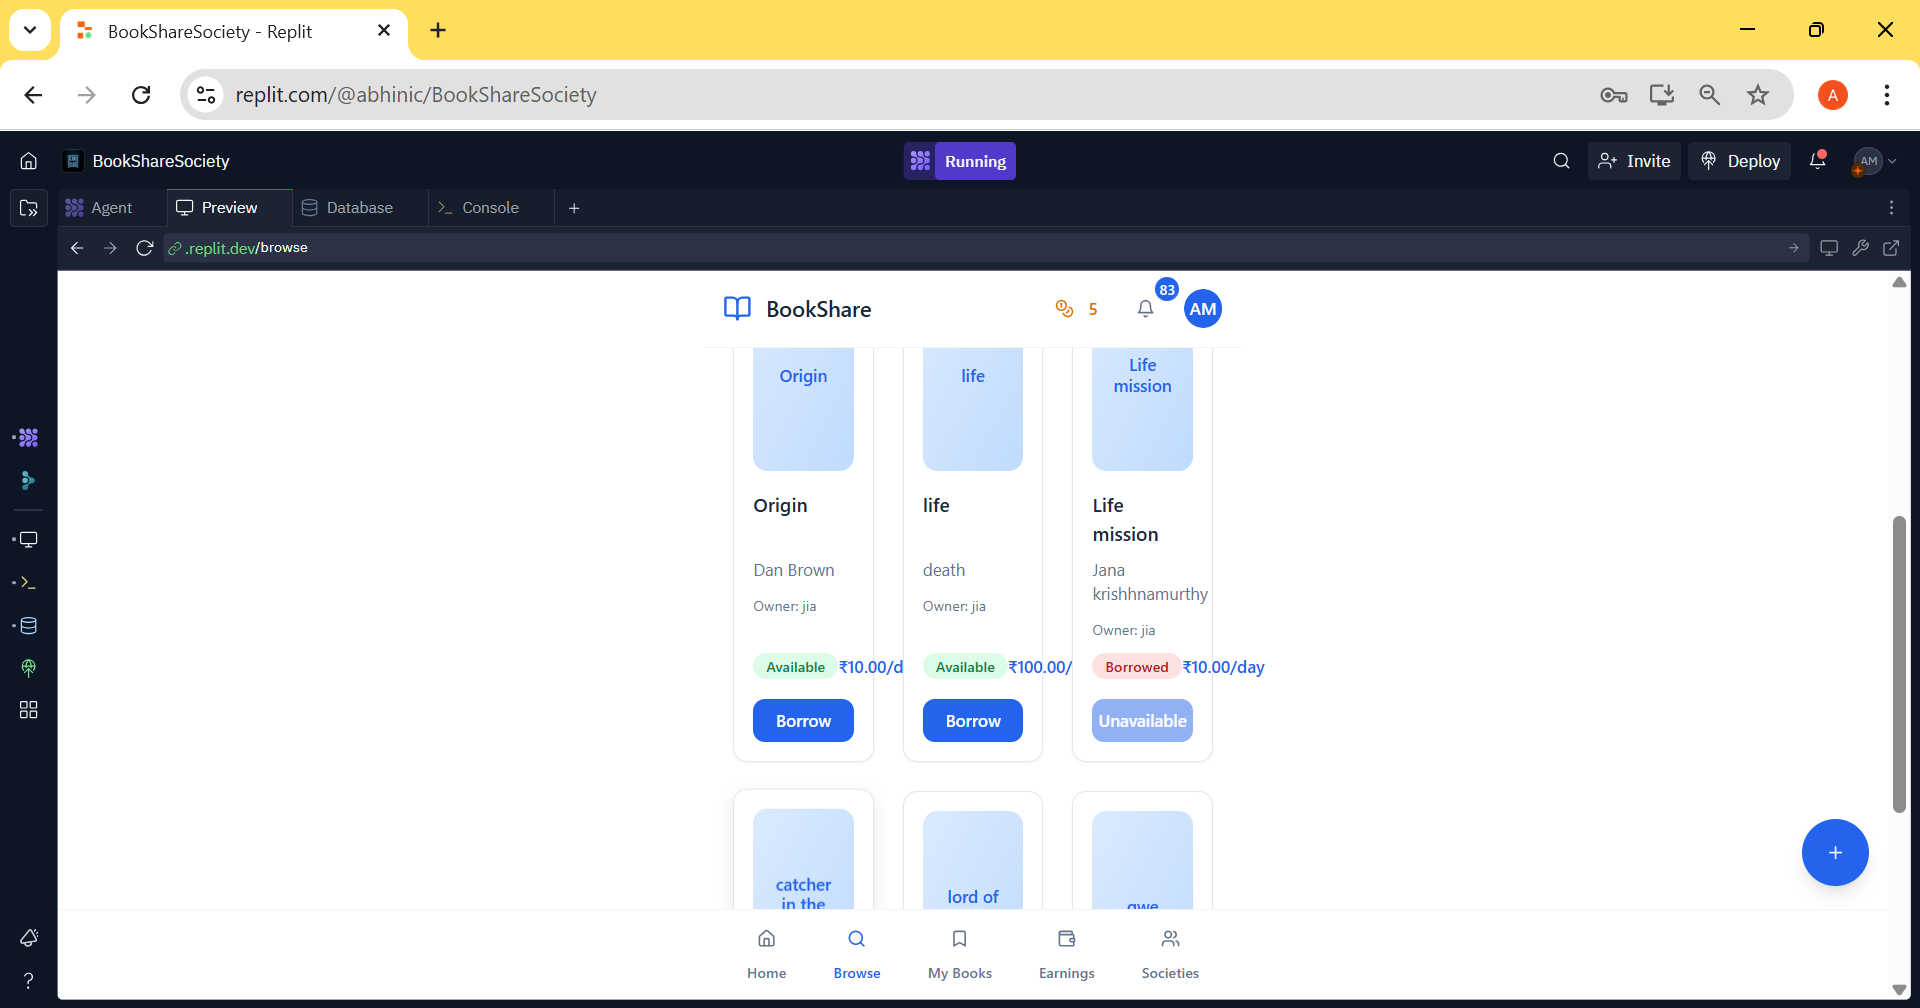 BookShareSociety - Replit
replit.com/@abhinic/BookShareSociety
A
BookShareSociety
Running
Invite
Deploy
AM
Agent
Preview
Database
Console
.replit.dev/browse
BookShare
5
83
AM
Origin
life
Life
mission
Origin
life
Life
mission
Dan Brown
death
Jana
krishhnamurthy
Owner: jia
Owner: jia
Owner: jia
Available
₹10.00/d
Available
₹100.00/
Borrowed
₹10.00/day
Borrow
Borrow
Unavailable
catcher
in the
lord of
qwe
+
Home
Browse
My Books
Earnings
Societies
?